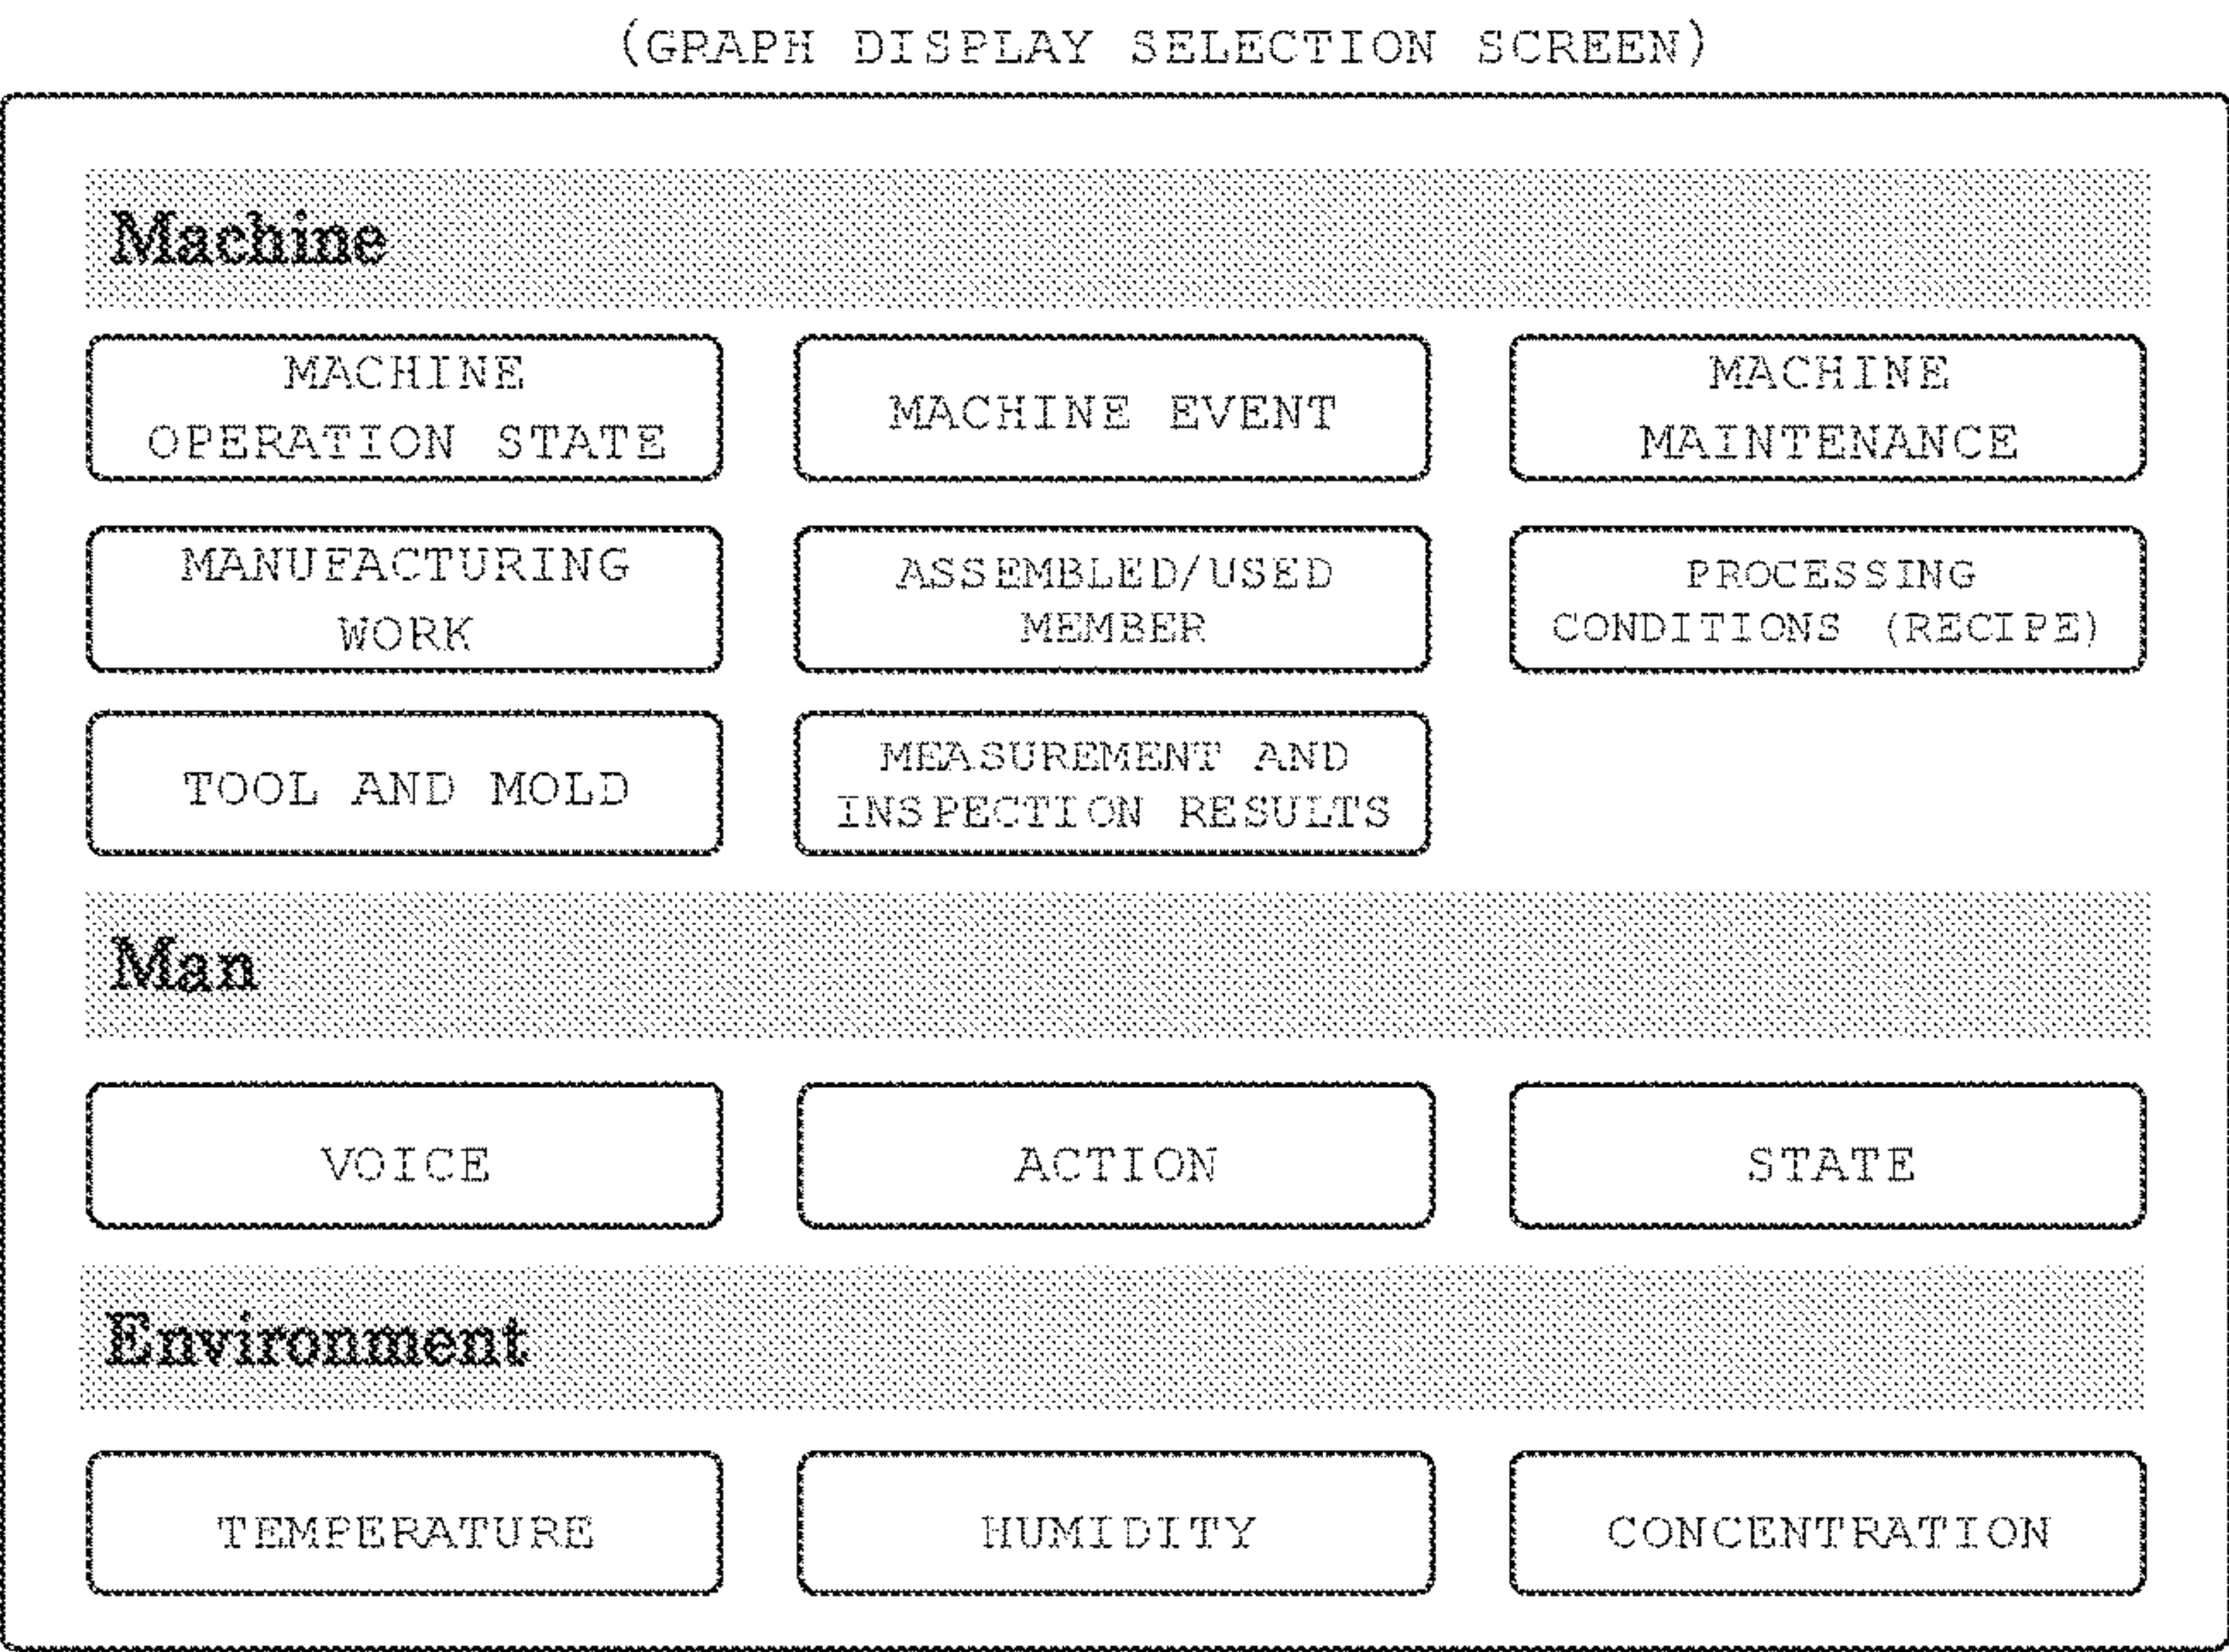 (GRAPH DISPLAY SELECTION SCREEN)
Machine
MACHINE
OPERATION STATE
MACHINE EVENT
MACHINE
MAINTENANCE
MANUFACTURING
WORK
ASSEMBLED/USED
MEMBER
PROCESSING
CONDITIONS (RECIPE)
TOOL AND MOLD
MEASUREMENT AND
INSPECTION RESULTS
Man
VOICE
ACTION
STATE
Environment
TEMPERATURE
HUMIDITY
CONCENTRATION